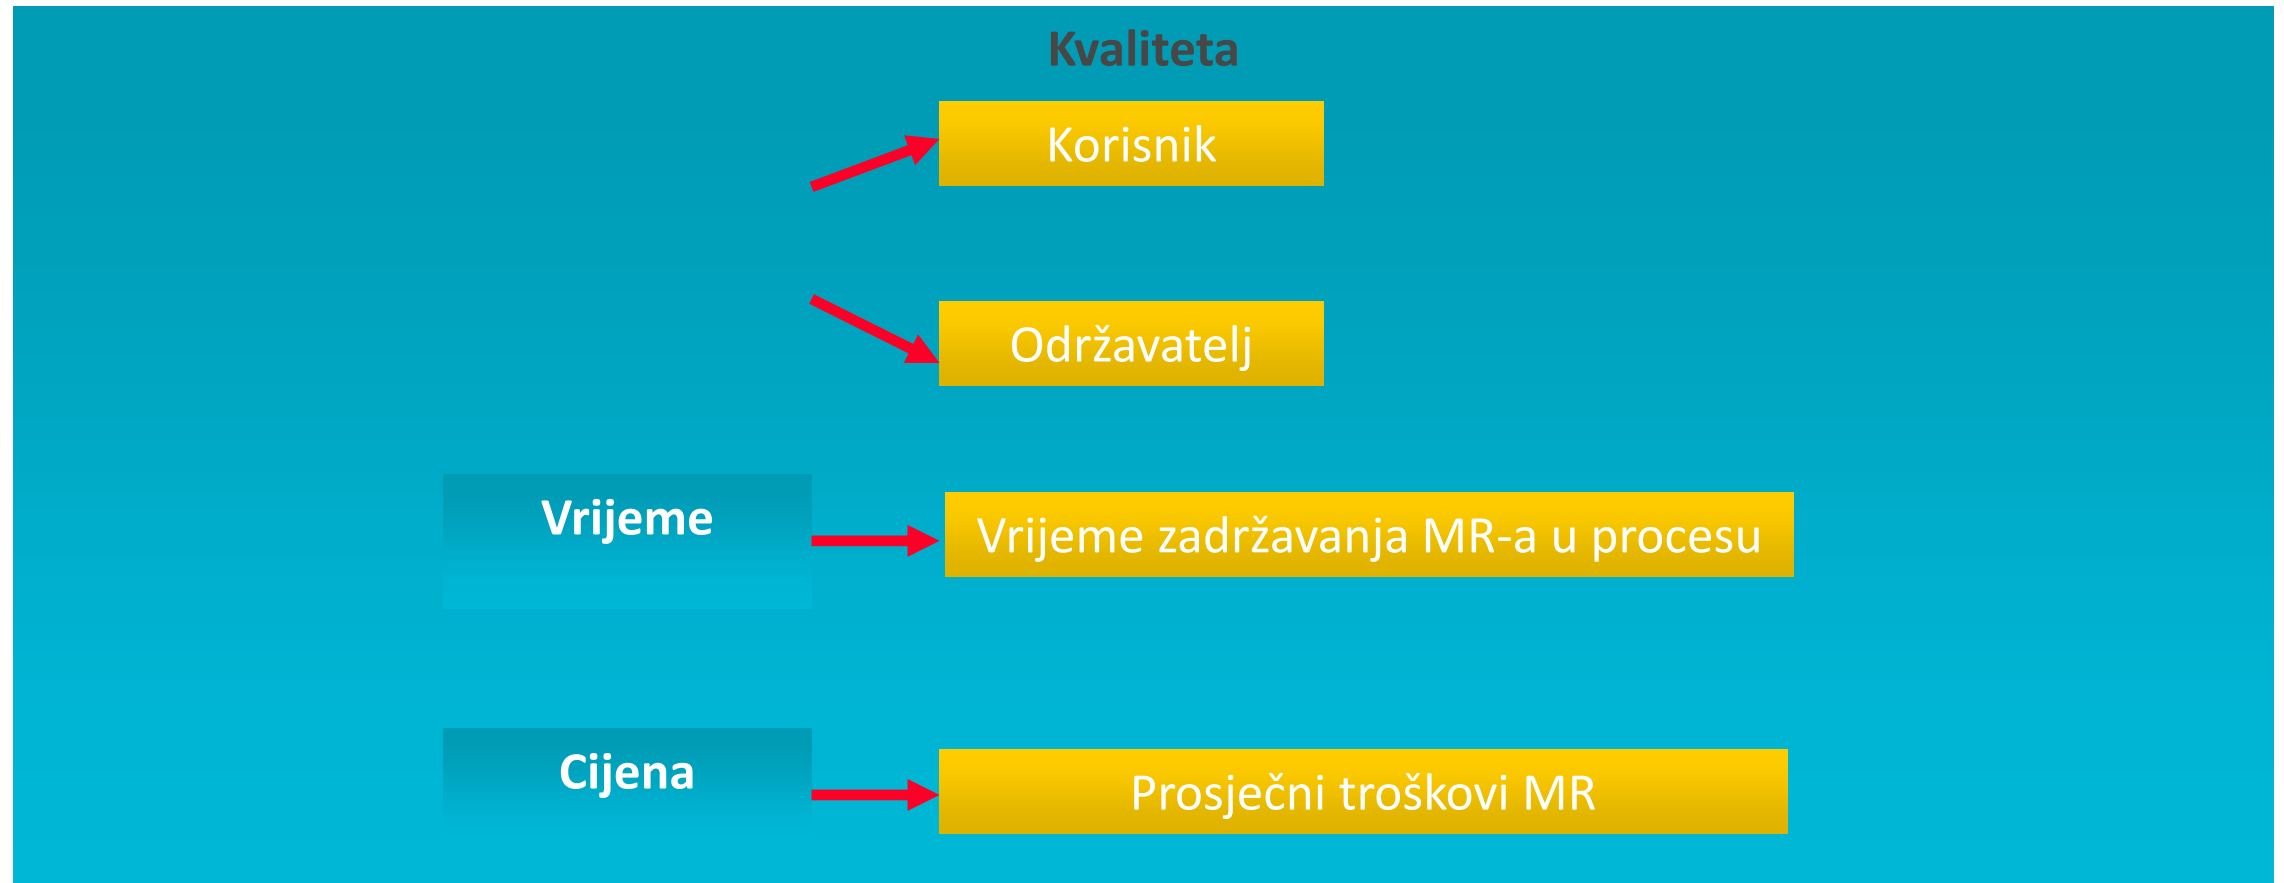 Kvaliteta
Korisnik
Održavatelj
Vrijeme
Vrijeme zadržavanja MR-a u procesu
Cijena
Prosječni troškovi MR